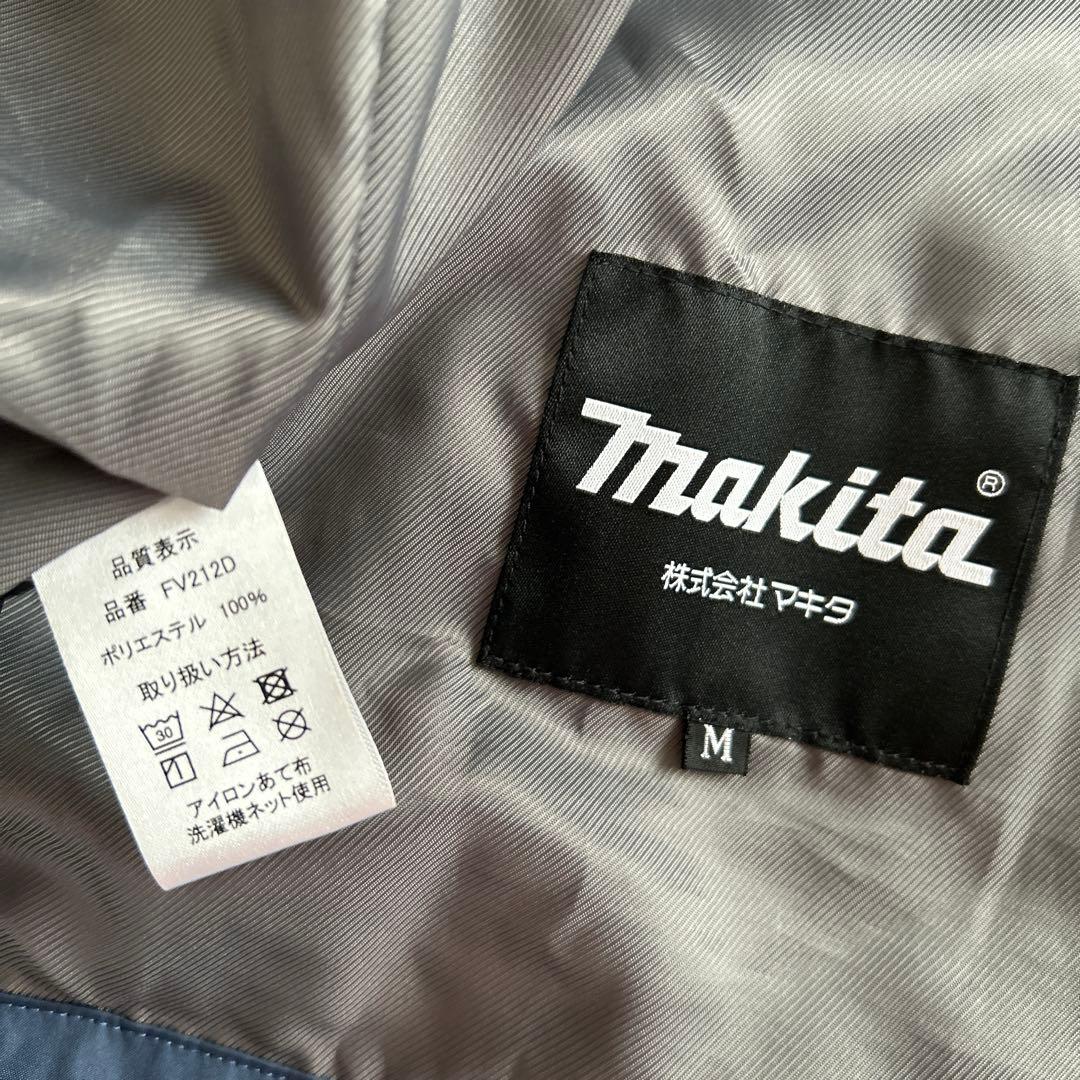 品質表示
品番 FV212D
ポリエステル 100%
取り扱い方法
30
アイロンあて布
洗濯機ネット使用
makita®
株式会社マキタ
M